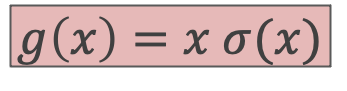 g(x) = x σ(x)